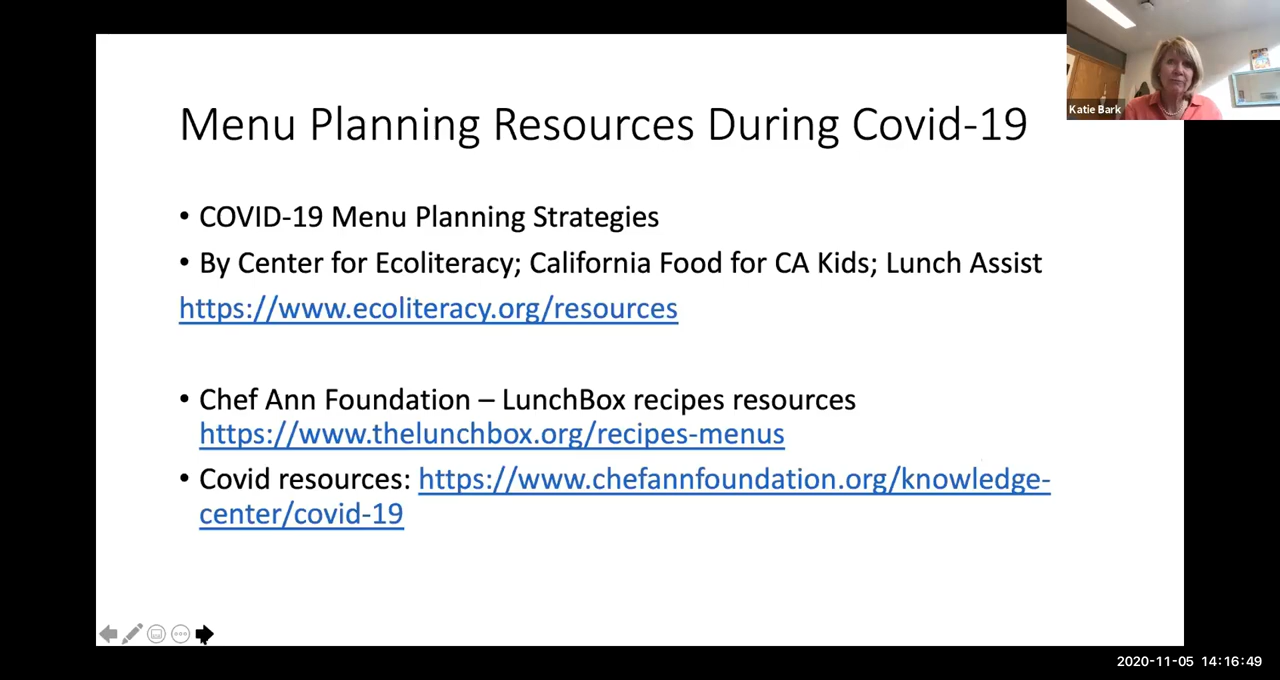 Katie Bark
Menu Planning Resources During Covid-19
• COVID-19 Menu Planning Strategies
• By Center for Ecoliteracy; California Food for CA Kids; Lunch Assist
https://www.ecoliteracy.org/resources
• Chef Ann Foundation – LunchBox recipes resources
https://www.thelunchbox.org/recipes-menus
• Covid resources: https://www.chefannfoundation.org/knowledge-
center/covid-19
2020-11-05 14:16:49